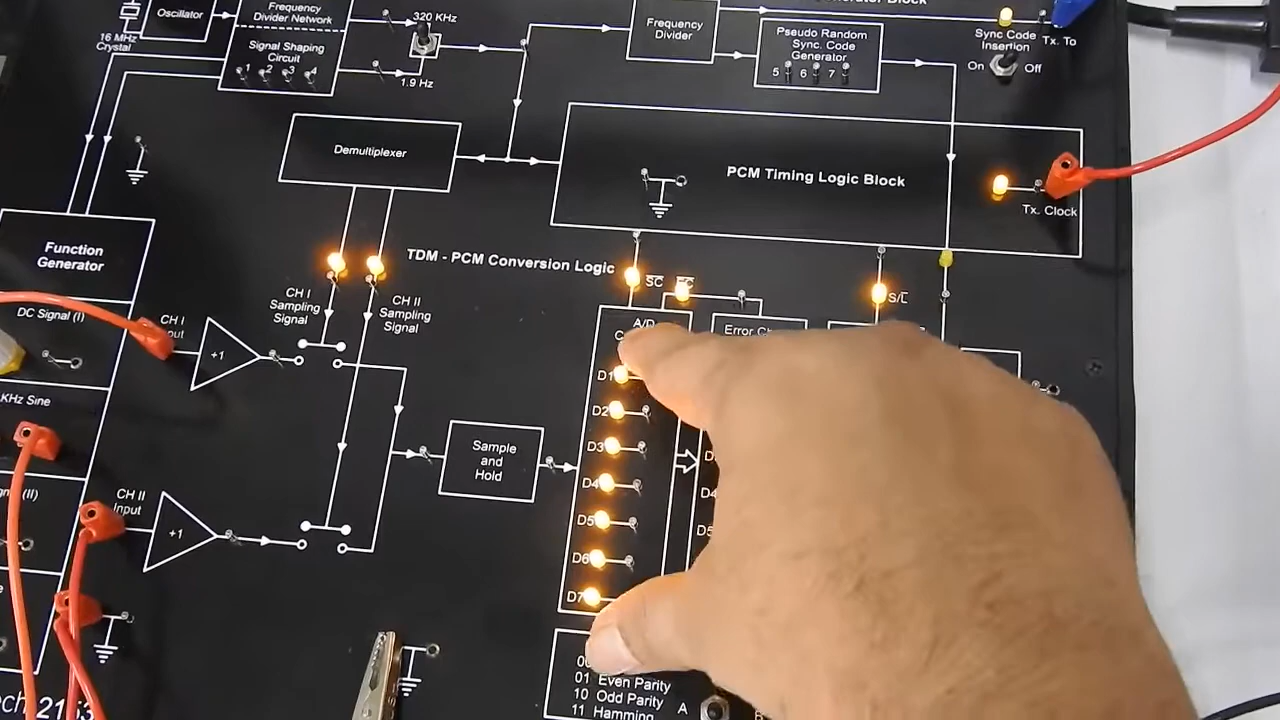 Oscillator
Frequency
Divider Network
Signal Shaping
Circuit
1 2 3 4
16 MHz
Crystal
320 KHz
1.9 Hz
Frequency
Divider
Block
Pseudo Random
Sync. Code
Generator
5 6 7
Sync Code
Insertion
On Off
Tx. To
Demultiplexer
PCM Timing Logic Block
Tx. Clock
Function
Generator
TDM - PCM Conversion Logic
SC
EC
S/L
CH I
Sampling
Signal
CH II
Sampling
Signal
DC Signal (I)
CH I
+1
A/D
Error
D1
D2
D3
D4
D5
D6
D7
D4
D5
KHz Sine
(II)
CH II
Input
+1
Sample
and
Hold
01 Even Parity
10 Odd Parity
11 Hamming
A